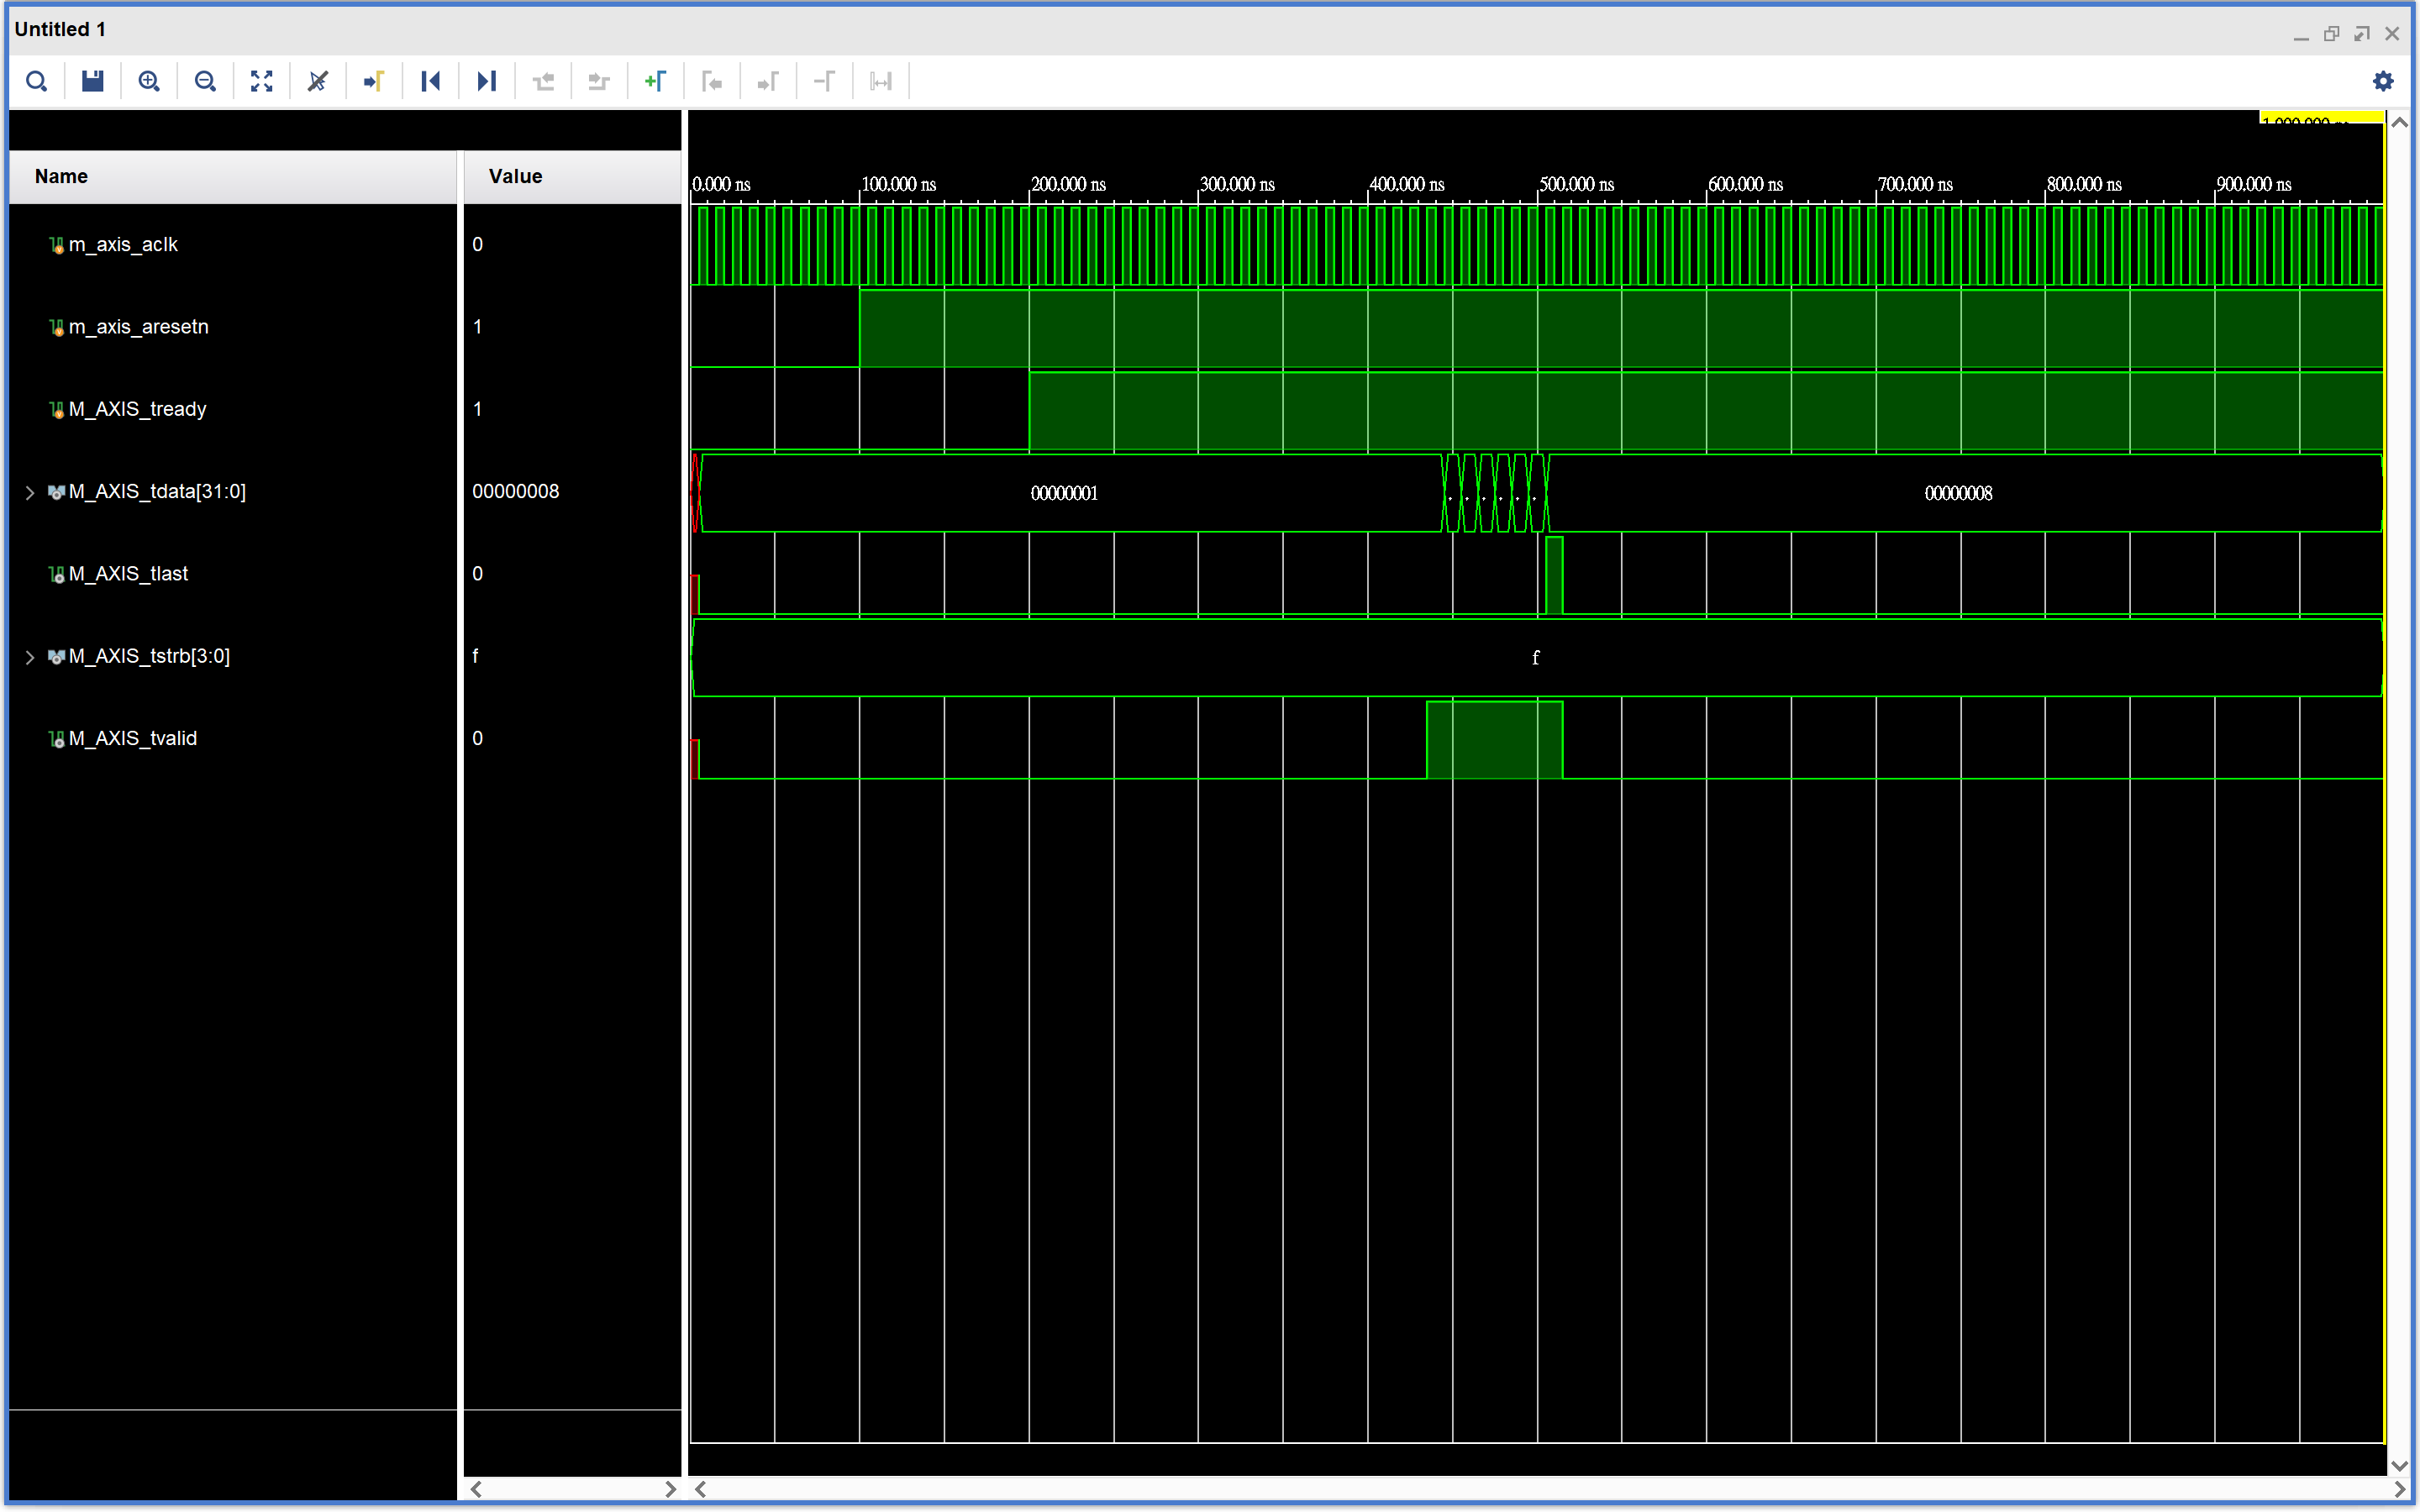 Untitled 1
Name Value
0.000 ns 100.000 ns 200.000 ns 300.000 ns 400.000 ns 500.000 ns 600.000 ns 700.000 ns 800.000 ns 900.000 ns
m_axis_aclk 0
m_axis_aresetn 1
M_AXIS_tready 1
M_AXIS_tdata[31:0] 00000008 00000001 . . . . . . 00000008
M_AXIS_tlast 0
M_AXIS_tstrb[3:0] f f
M_AXIS_tvalid 0